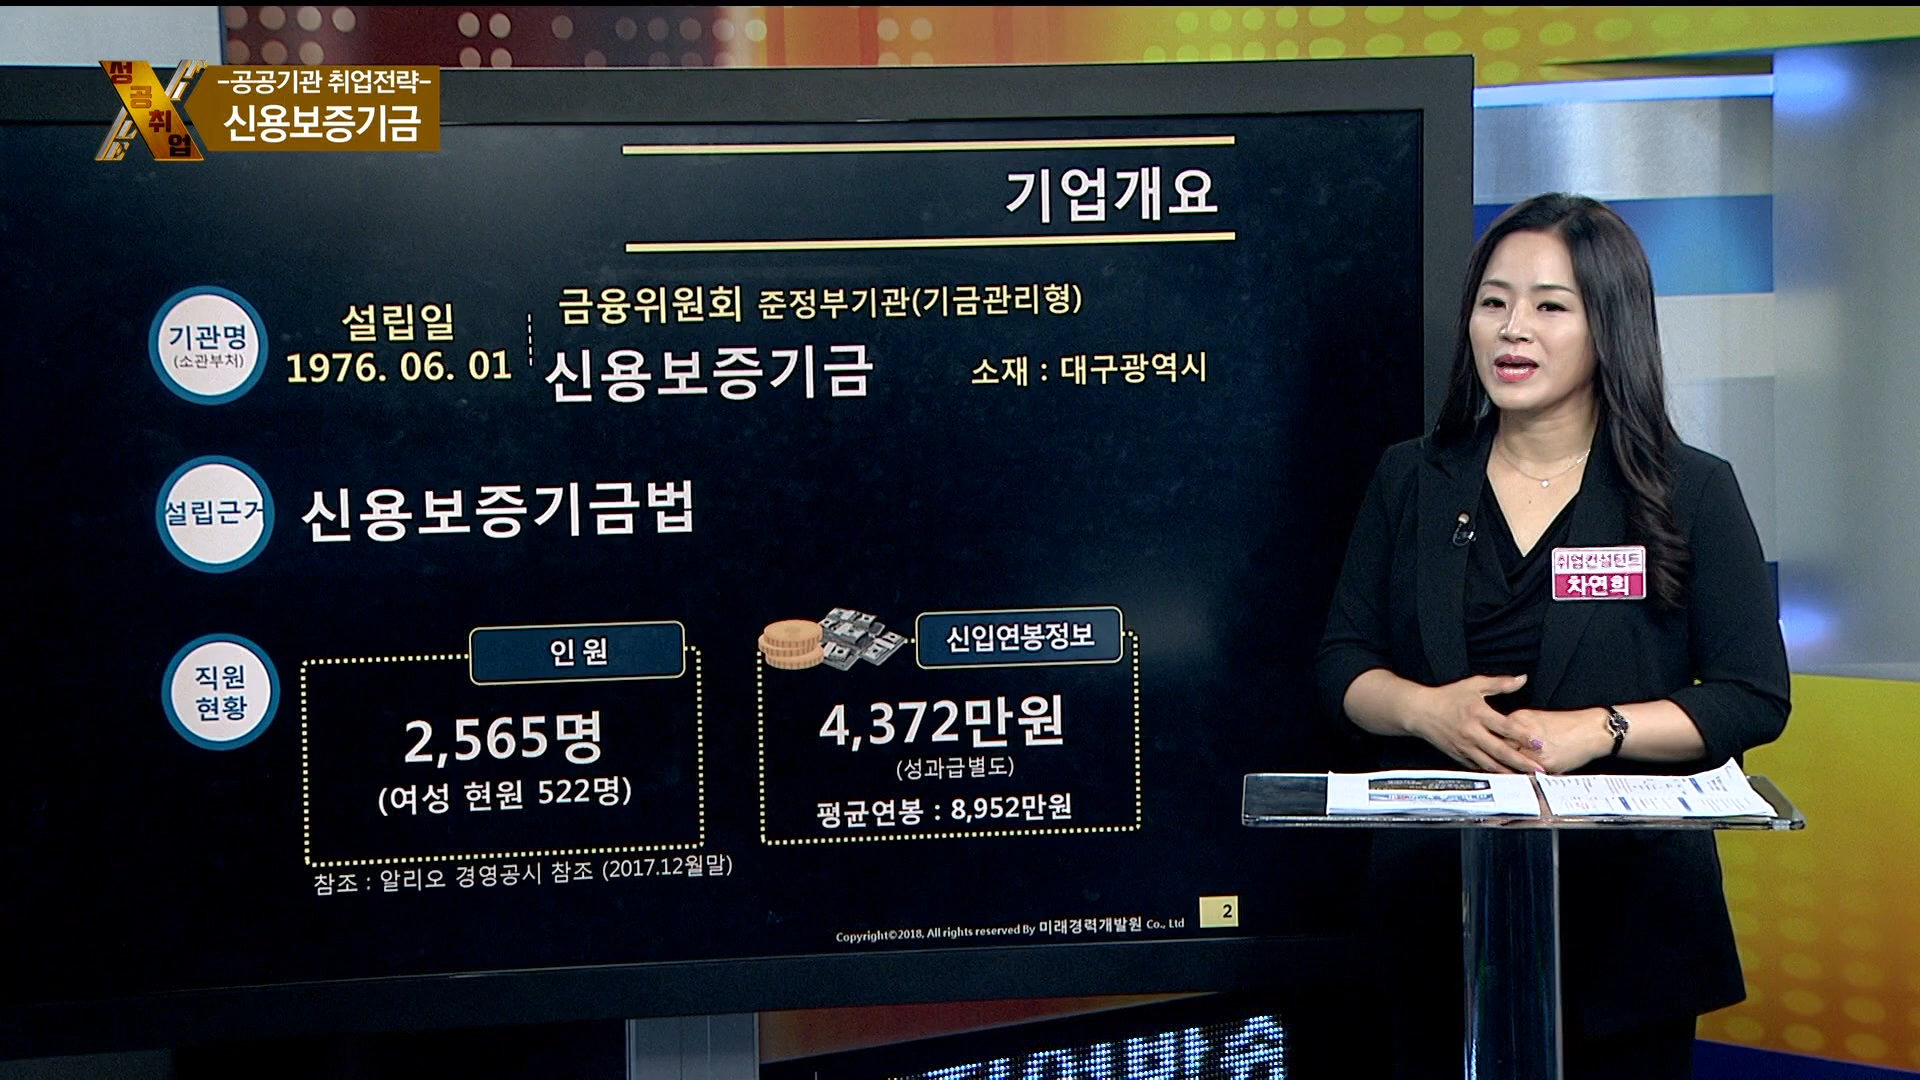 성공취업
X
FILE
-공공기관 취업전략-
신용보증기금
기업개요
기관명
(소관부처)
설립일
1976. 06. 01
금융위원회 준정부기관(기금관리형)
신용보증기금
소재 : 대구광역시
설립근거
신용보증기금법
직원
현황
인 원
2,565명
(여성 현원 522명)
신입연봉정보
4,372만원
(성과급별도)
평균연봉 : 8,952만원
참조 : 알리오 경영공시 참조 (2017.12월말)
Copyright©2018, All rights reserved By 미래경력개발원 Co., Ltd
2
취업컨설턴트
차연희